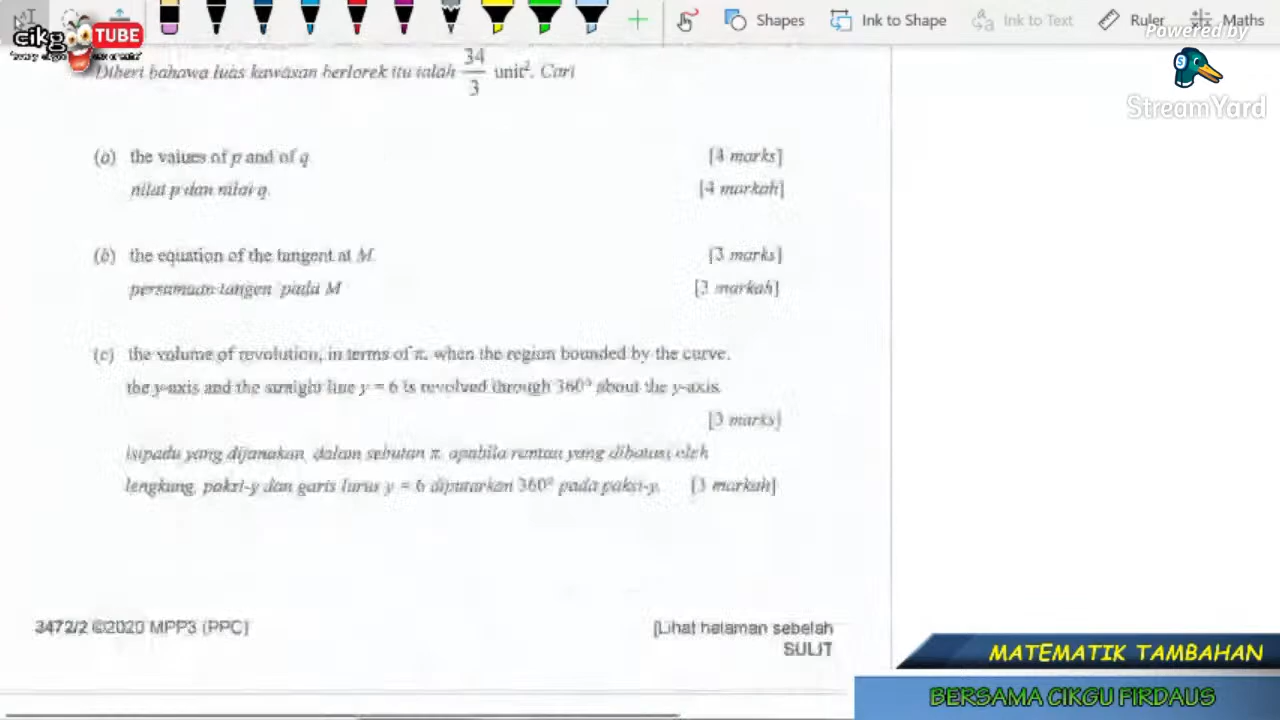 Shapes
Ink to Shape
Ink to Text
Ruler
Maths
cikg
TUBE
Powered by
StreamYard
Diberi bahawa luas kawasan berlorek itu ialah 34/3 unit². Cari
(a) the values of p and of q [4 marks]
nilai p dan nilai q. [4 markah]
(b) the equation of the tangent at M. [3 marks]
persamaan tangen pada M [3 markah]
(c) the volume of revolution, in terms of π, when the region bounded by the curve,
the y-axis and the straight line y = 6 is revolved through 360° about the y-axis.
[3 marks]
isipadu yang dijanakan, dalam sebutan π, apabila rantau yang dibatasi oleh
lengkung, paksi-y dan garis lurus y = 6 diputarkan 360° pada paksi-y. [3 markah]
3472/2 ©2020 MPP3 (PPC)
[Lihat halaman sebelah
SULIT
MATEMATIK TAMBAHAN
BERSAMA CIKGU FIRDAUS